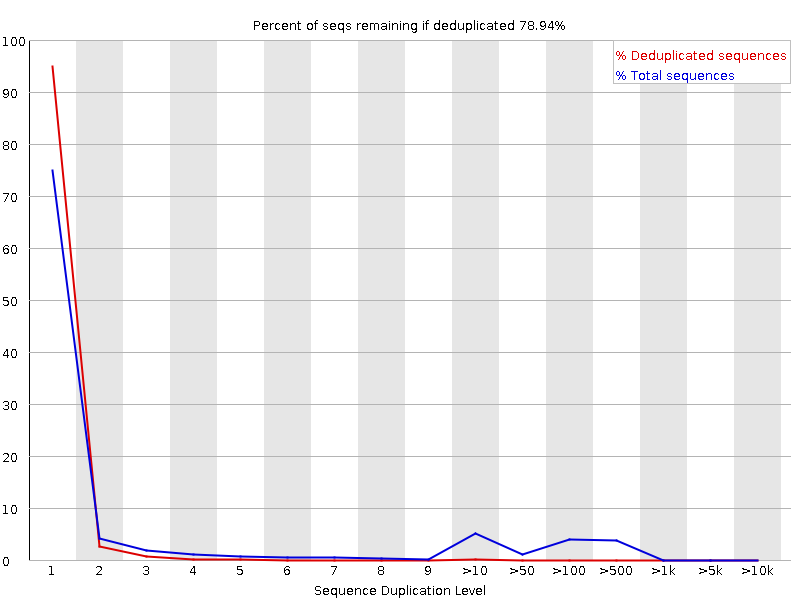 Percent of seqs remaining if deduplicated 78.94%
% Deduplicated sequences
% Total sequences
100
90
80
70
60
50
40
30
20
10
0
1 2 3 4 5 6 7 8 9 >10 >50 >100 >500 >1k >5k >10k
Sequence Duplication Level